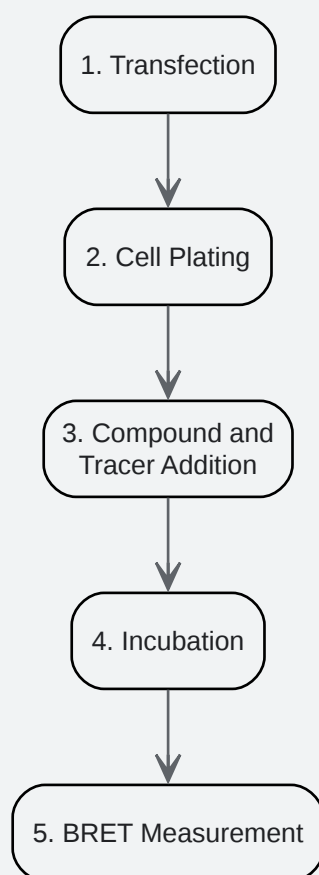 1. Transfection
2. Cell Plating
3. Compound and
Tracer Addition
4. Incubation
5. BRET Measurement